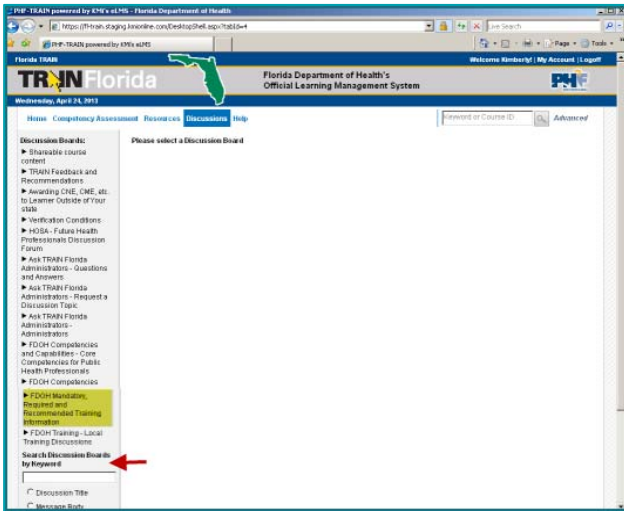 PHF-TRAIN powered by KMi's eLMS - Florida Department of Health
https://fl-train.staging.kmionline.com/DesktopShell.aspx?tabId=4
Live Search
PHF-TRAIN powered by KMi's eLMS
Page
Tools
Florida TRAIN
Welcome Kimberly! | My Account | Logoff
TRAIN Florida
Florida Department of Health's
Official Learning Management System
PHF
Wednesday, April 24, 2013
Home Competency Assessment Resources Discussions Help
Keyword or Course ID
Advanced
Discussion Boards:
Please select a Discussion Board
► Shareable course
content
► TRAIN Feedback and
Recommendations
► Awarding CNE, CME, etc.
to Learner Outside of Your
state
► Verification Conditions
► HOSA - Future Health
Professionals Discussion
Forum
► Ask TRAIN Florida
Administrators - Questions
and Answers
► Ask TRAIN Florida
Administrators - Request a
Discussion Topic
► Ask TRAIN Florida
Administrators -
Administrators
► FDOH Competencies
and Capabilities - Core
Competencies for Public
Health Professionals
► FDOH Competencies
► FDOH Mandatory,
Required and
Recommended Training
Information
► FDOH Training - Local
Training Discussions
Search Discussion Boards
by Keyword
Discussion Title
Message Body